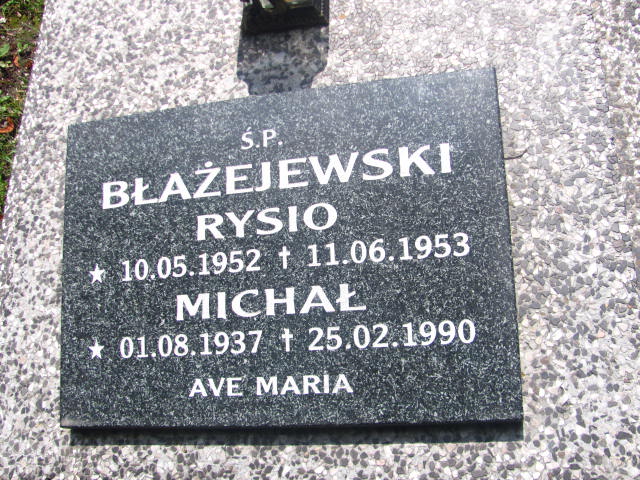 Ś.P.
BŁAŻEJEWSKI
RYSIO
★ 10.05.1952 † 11.06.1953
MICHAŁ
★ 01.08.1937 † 25.02.1990
AVE MARIA